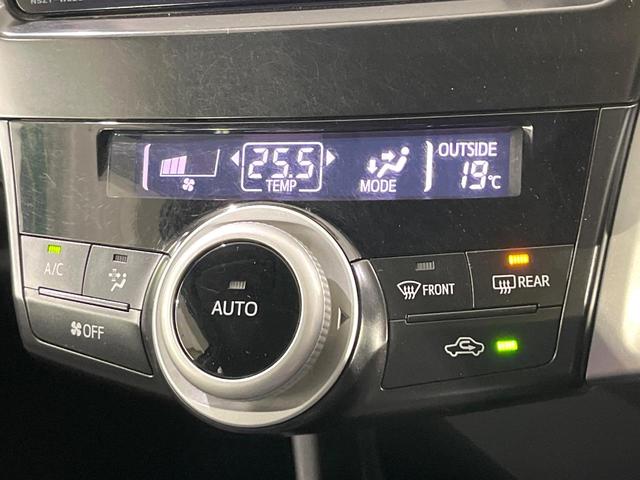 25.5
TEMP
MODE
OUTSIDE
19℃
A/C
AUTO
FRONT
REAR
OFF